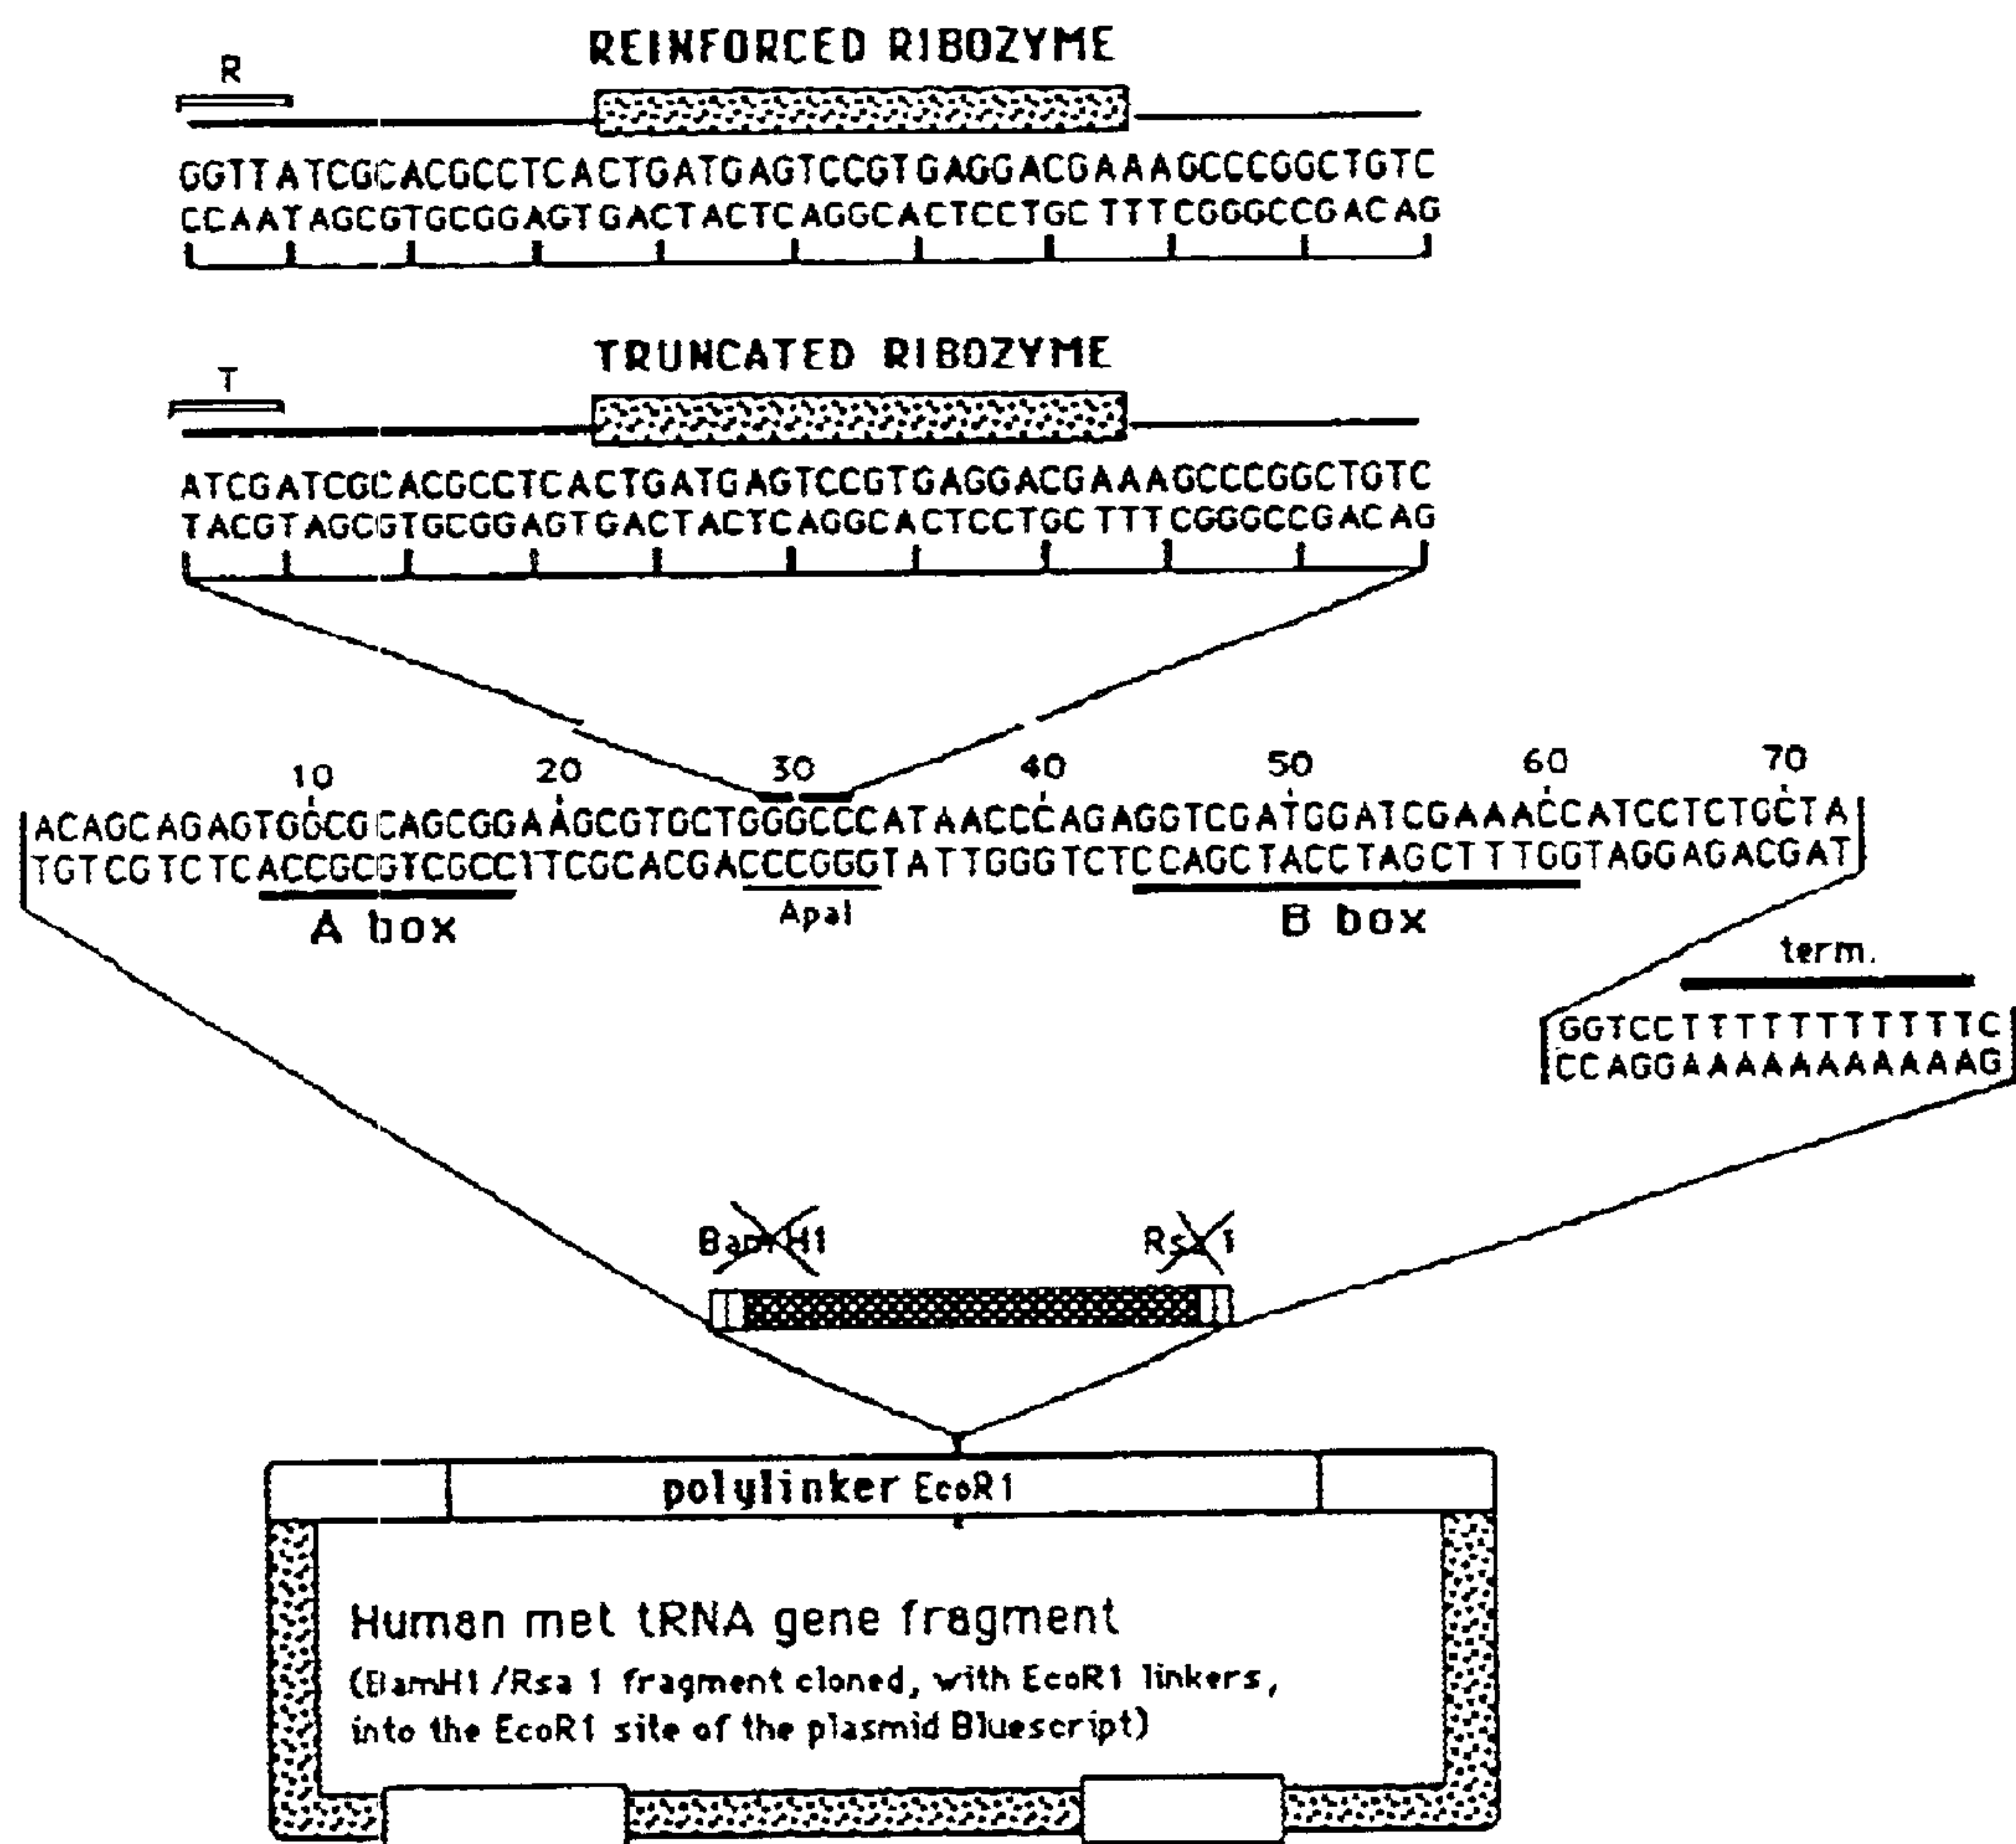 REINFORCED RIBOZYME
R
GGTTATCGCACGCCTCACTGATGAGTCCGTGAGGACGAAAGCCCGGCTGTC
CCAATAGCGTGCGGAGTGACTACTCAGGCACTCCTGCTTTCGGGCCGACAG
TRUNCATED RIBOZYME
T
ATCGATCGCACGCCTCACTGATGAGTCCGTGAGGACGAAAGCCCGGCTGTC
TACGTAGCGTGCGGAGTGACTACTCAGGCACTCCTGCTTTCGGGCCGACAG
10 20 30 40 50 60 70
ACAGCAGAGTGGCGCAGCGGAAGCGTGCTGGGCCCATAACCCAGAGGTCGATGGATCGAAACCATCCTCTGCTA
TGTCGTCTCACCGCGTCGCCTTCGCACGACCCGGGTATTGGGTCTCCAGCTACCTAGCTTTGGTAGGAGACGAT
A box ApaI B box
term.
GGTCCTTTTTTTTTTTC
CCAGGAAAAAAAAAAAG
BamH1 Rsa 1
polylinker EcoR1
Human met tRNA gene fragment
(BamH1/Rsa 1 fragment cloned, with EcoR1 linkers,
into the EcoR1 site of the plasmid Bluescript)